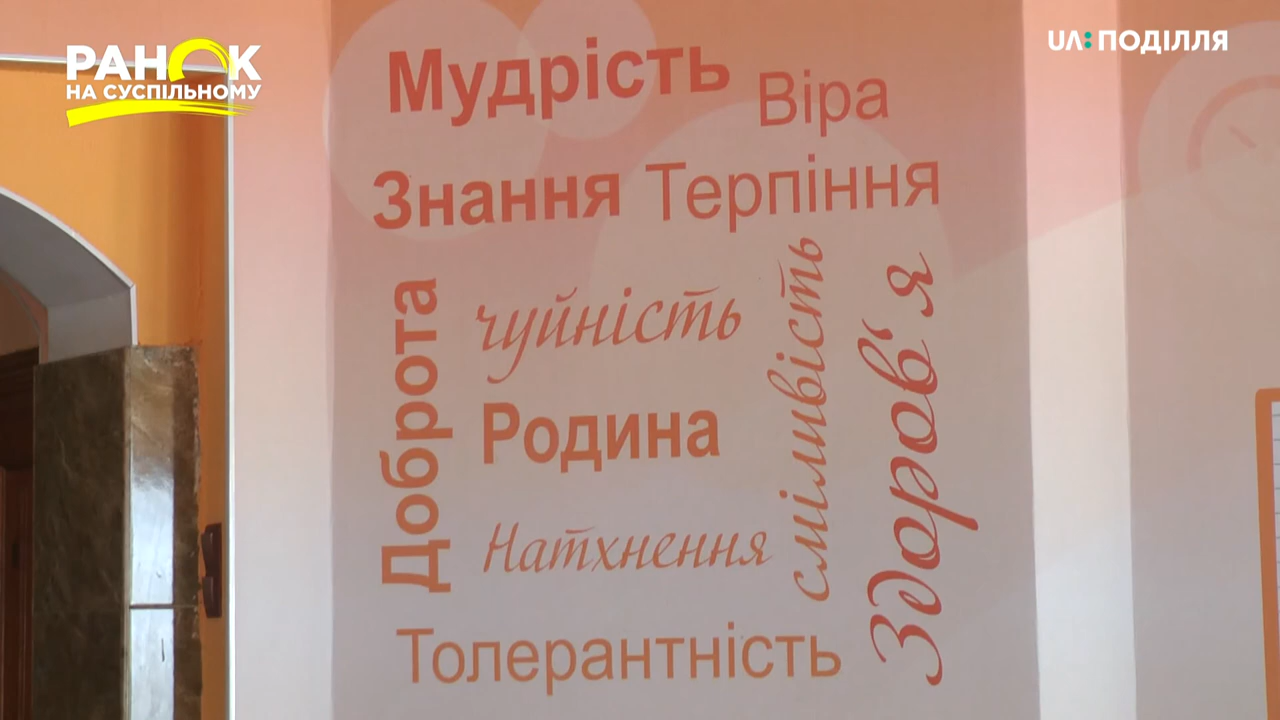 РАНОК
НА СУСПІЛЬНОМУ
UA: ПОДІЛЛЯ
Мудрість
Віра
Знання Терпіння
Доброта
чуйність
сміливість
Здоров‘я
Родина
Натхнення
Толерантність